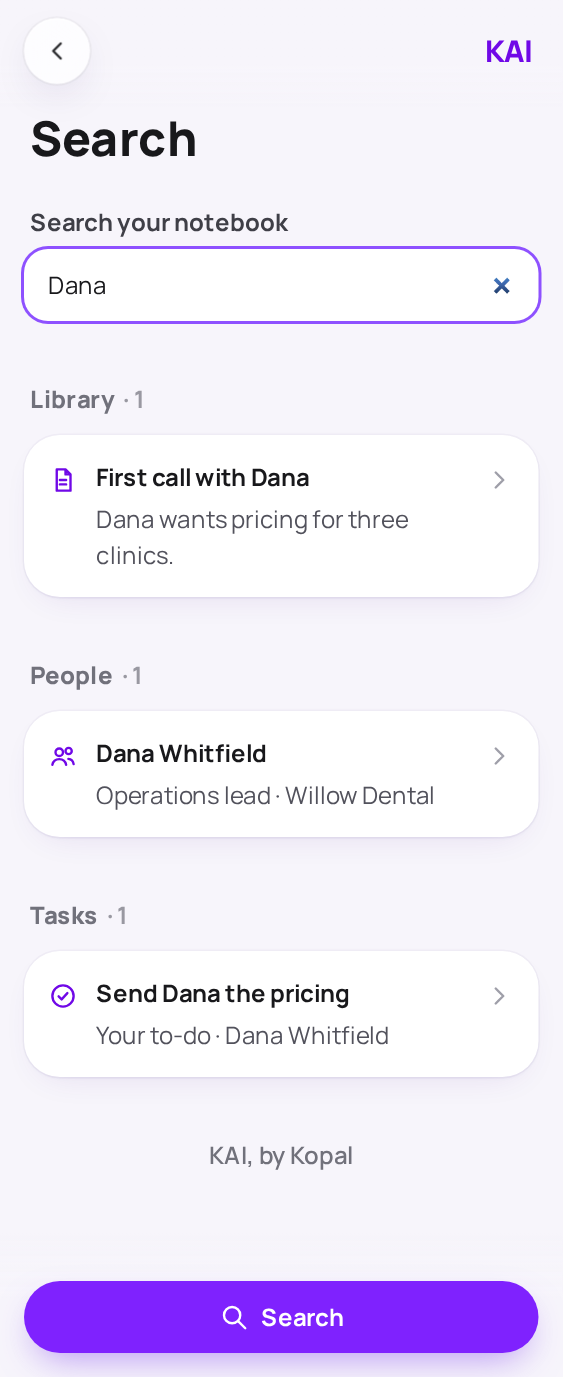 KAI
Search
Search your notebook
Dana
Library · 1
First call with Dana
Dana wants pricing for three
clinics.
People · 1
Dana Whitfield
Operations lead · Willow Dental
Tasks · 1
Send Dana the pricing
Your to-do · Dana Whitfield
KAI, by Kopal
Search